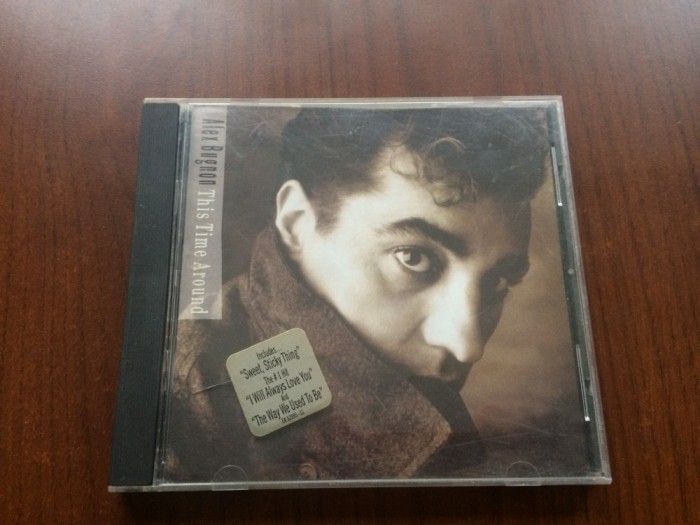 Alex Bugnon This Time Around
Includes
"Sweet, Sticky Thing"
The #1 Hit
"I Will Always Love You"
And
"The Way We Used To Be"